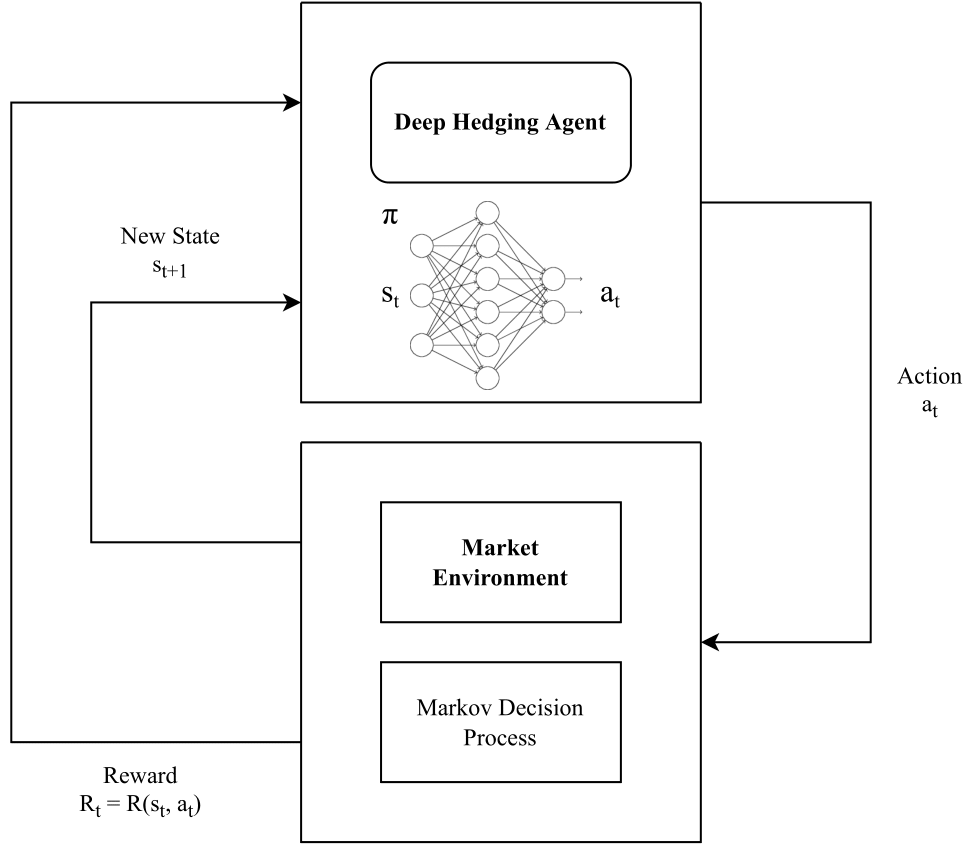 Deep Hedging Agent
π
New State
s_{t+1}
s_t
a_t
Action
a_t
Market
Environment
Markov Decision
Process
Reward
R_t = R(s_t, a_t)